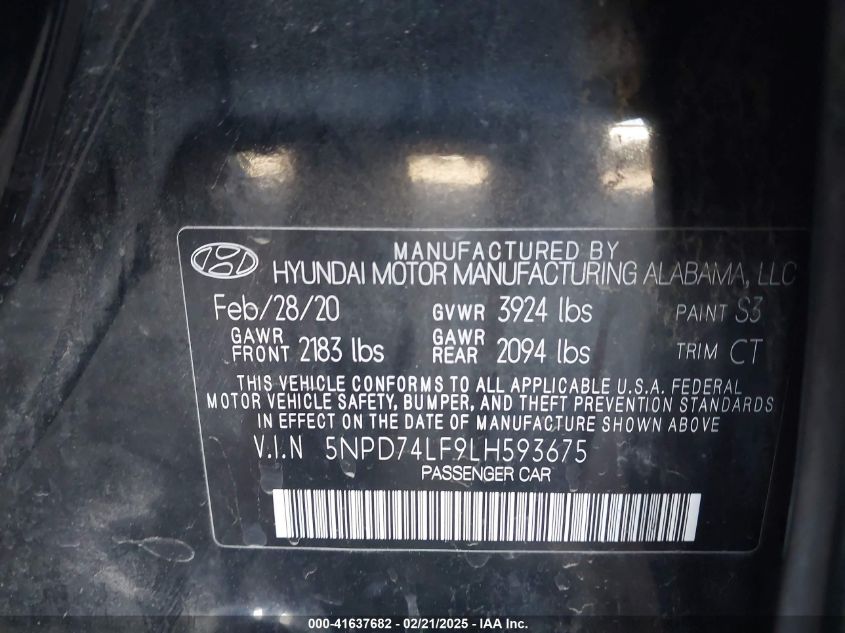 MANUFACTURED BY
HYUNDAI MOTOR MANUFACTURING ALABAMA, LLC
Feb/28/20 GVWR 3924 lbs PAINT S3
GAWR FRONT 2183 lbs GAWR REAR 2094 lbs TRIM CT
THIS VEHICLE CONFORMS TO ALL APPLICABLE U.S.A. FEDERAL
MOTOR VEHICLE SAFETY, BUMPER, AND THEFT PREVENTION STANDARDS
IN EFFECT ON THE DATE OF MANUFACTURE SHOWN ABOVE
V.I.N 5NPD74LF9LH593675
PASSENGER CAR
000-41637682 - 02/21/2025 - IAA Inc.